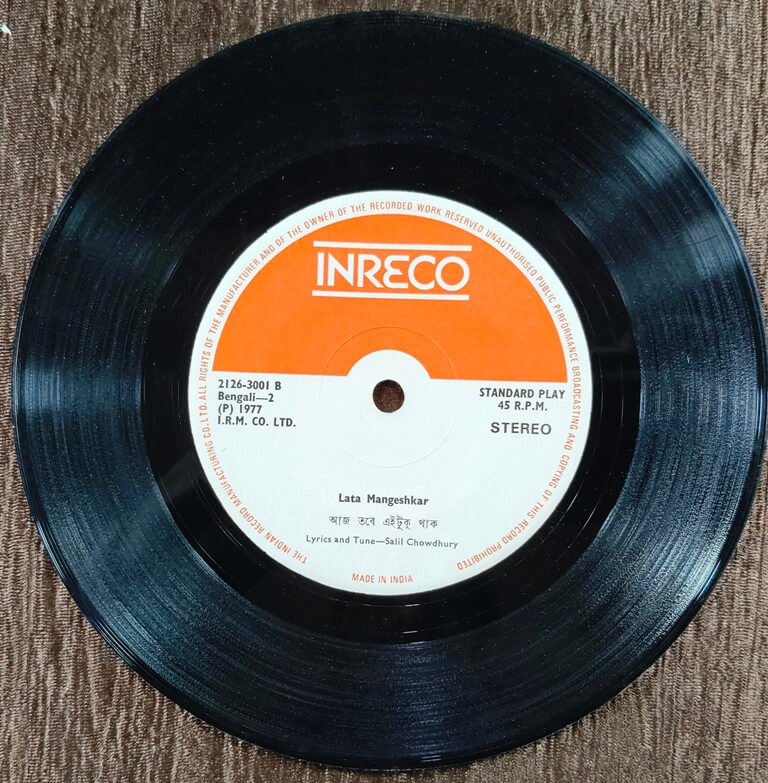 THE INDIAN RECORD MANUFACTURING CO. LTD. ALL RIGHTS OF THE MANUFACTURER AND OF THE OWNER OF THE RECORDED WORK RESERVED UNAUTHORISED PUBLIC PERFORMANCE BROADCASTING AND COPYING OF THIS RECORD PROHIBITED
INRECO
2126-3001 B
Bengali—2
(P) 1977
I.R.M. CO. LTD.
STANDARD PLAY
45 R.P.M.
STEREO
Lata Mangeshkar
আজ তবে এইটুকু থাক
Lyrics and Tune—Salil Chowdhury
MADE IN INDIA